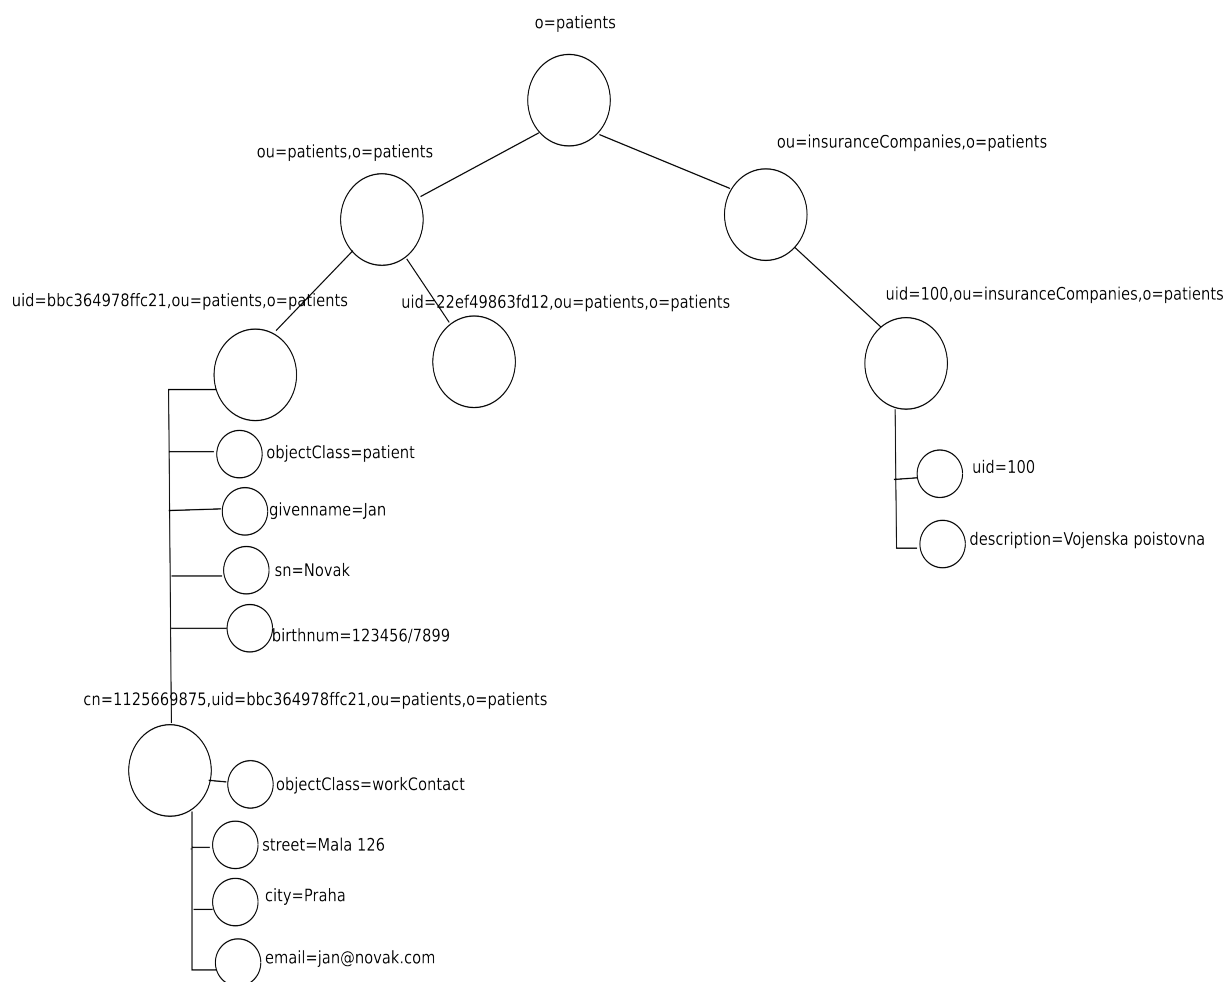 o=patients
ou=patients,o=patients
ou=insuranceCompanies,o=patients
uid=bbc364978ffc21,ou=patients,o=patients
uid=22ef49863fd12,ou=patients,o=patients
uid=100,ou=insuranceCompanies,o=patients
objectClass=patient
givenname=Jan
sn=Novak
birthnum=123456/7899
uid=100
description=Vojenska poistovna
cn=1125669875,uid=bbc364978ffc21,ou=patients,o=patients
objectClass=workContact
street=Mala 126
city=Praha
email=jan@novak.com